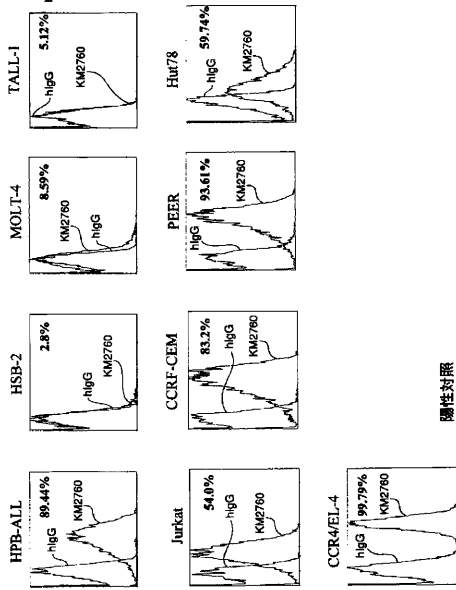 HPB-ALL
89.44%
hIgG
KM2760
HSB-2
2.8%
hIgG
KM2760
MOLT-4
8.59%
KM2760
hIgG
TALL-1
5.12%
hIgG
KM2760
Jurkat
54.0%
hIgG
KM2760
CCRF-CEM
83.2%
hIgG
KM2760
PEER
93.61%
hIgG
KM2760
Hut78
59.74%
hIgG
KM2760
CCR4/EL-4
99.79%
hIgG
KM2760
陽性対照